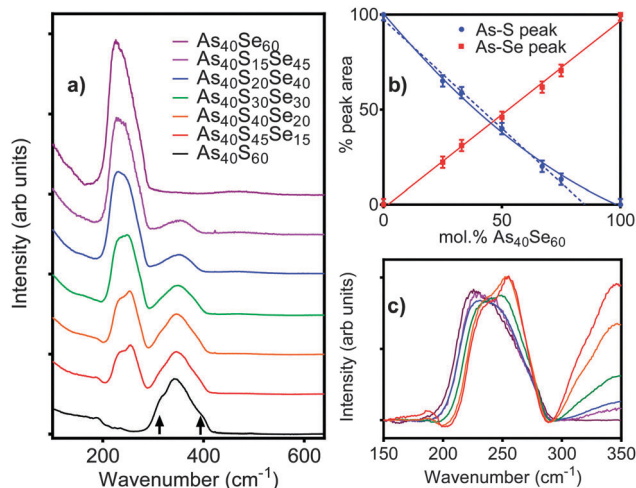 a)
As₄₀Se₆₀
As₄₀S₁₅Se₄₅
As₄₀S₂₀Se₄₀
As₄₀S₃₀Se₃₀
As₄₀S₄₀Se₂₀
As₄₀S₄₅Se₁₅
As₄₀S₆₀
Intensity (arb units)
200 400 600
Wavenumber (cm⁻¹)
b)
As-S peak
As-Se peak
% peak area
100
50
0
0 50 100
mol.% As₄₀Se₆₀
c)
Intensity (arb units)
150 200 250 300 350
Wavenumber (cm⁻¹)